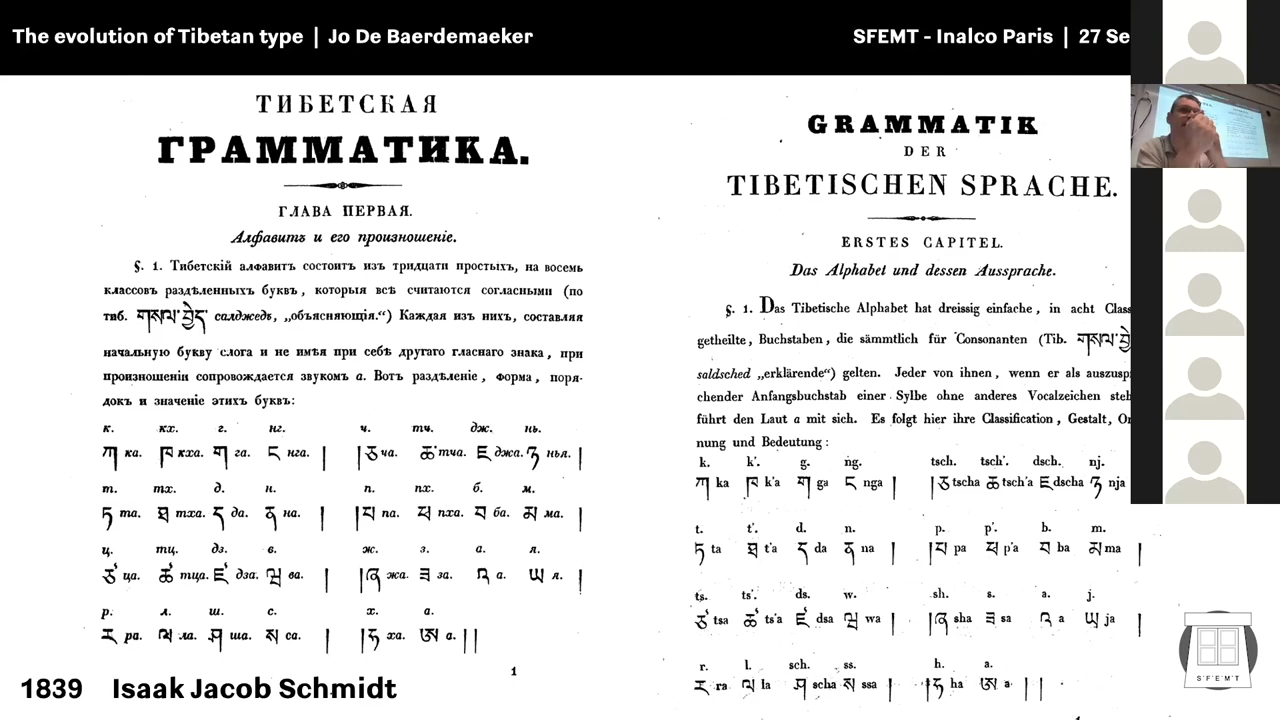 The evolution of Tibetan type | Jo De Baerdemaeker
SFEMT - Inalco Paris | 27 Se
ТИБЕТСКАЯ
ГРАММАТИКА.
ГЛАВА ПЕРВАЯ.
Алфавитъ и его произношеніе.
§. 1. Тибетскій алфавитъ состоитъ изъ тридцати простыхъ, на восемь
классовъ раздѣленныхъ буквъ, которыя всѣ считаются согласными (по
тиб. གསལ་བྱེད་ салджедъ, „объясняющія.“) Каждая изъ нихъ, составляя
начальную букву слога и не имѣя при себѣ другаго гласнаго знака, при
произношеніи сопровождается звукомъ а. Вотъ раздѣленіе, форма, поря-
докъ и значеніе этихъ буквъ:
к. кх. г. нг. ч. тч. дж. нь.
ཀ ка. ཁ кха. ག га. ང нга. | | ཅ ча. ཆ тча. ཇ джа. ཉ нья. |
т. тх. д. н. п. пх. б. м.
ཏ та. ཐ тха. ད да. ན на. | | པ па. ཕ пха. བ ба. མ ма. |
ц. тц. дз. в. ж. з. а. я.
ཙ ца. ཚ тца. ཛ дза. ཝ ва. | | ཞ жа. ཟ за. འ а. ཡ я. |
р. л. ш. с. х. а.
ར ра. ལ ла. ཤ ша. ས са. | | ཧ ха. ཨ а. | |
1
GRAMMATIK
DER
TIBETISCHEN SPRACHE.
ERSTES CAPITEL.
Das Alphabet und dessen Aussprache.
§. 1. Das Tibetische Alphabet hat dreissig einfache, in acht Class
getheilte, Buchstaben, die sämmtlich für Consonanten (Tib. གསལ་བྱེ
saldsched „erklärende“) gelten. Jeder von ihnen, wenn er als auszusp
chender Anfangsbuchstab einer Sylbe ohne anderes Vocalzeichen steh
führt den Laut a mit sich. Es folgt hier ihre Classification, Gestalt, Or
nung und Bedeutung:
k. k'. g. ng. tsch. tsch'. dsch. nj.
ཀ ka ཁ k'a ག ga ང nga | | ཅ tscha ཆ tsch'a ཇ dscha ཉ nja
t. t'. d. n. p. p'. b. m.
ཏ ta ཐ t'a ད da ན na | | པ pa ཕ p'a བ ba མ ma |
ts. ts'. ds. w. sh. s. a. j.
ཙ tsa ཚ ts'a ཛ dsa ཝ wa | | ཞ sha ཟ sa འ a ཡ ja |
r. l. sch. ss. h. a.
ར ra ལ la ཤ scha ས ssa | | ཧ ha ཨ a | |
1839 Isaak Jacob Schmidt
S·F·E·M·T